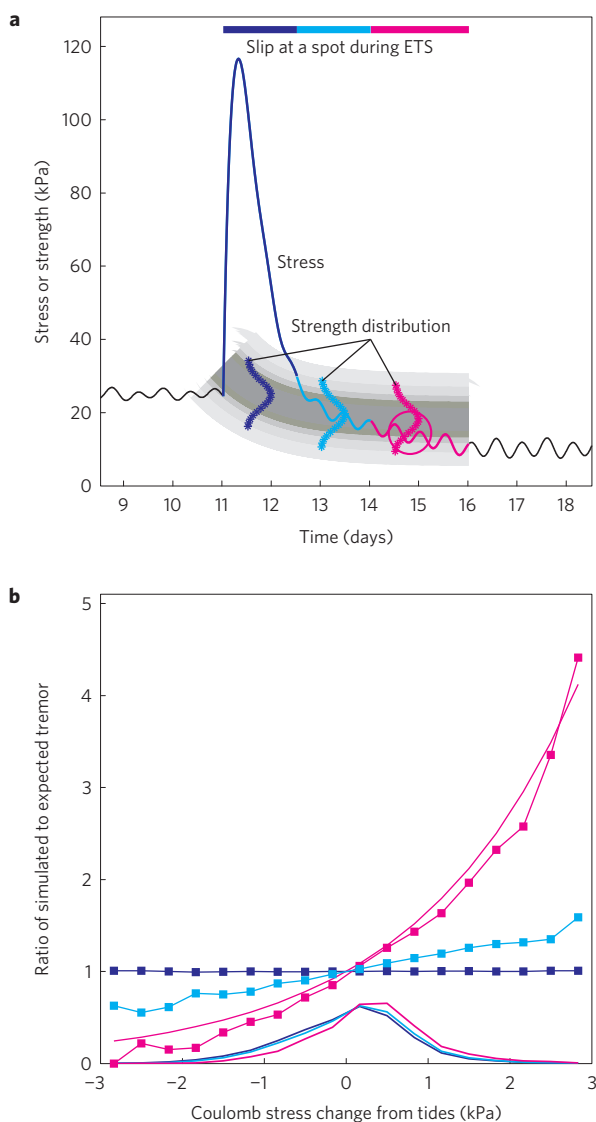 a
Slip at a spot during ETS
120
100
80
60
40
20
0
Stress or strength (kPa)
Stress
Strength distribution
9 10 11 12 13 14 15 16 17 18
Time (days)
b
5
4
3
2
1
0
Ratio of simulated to expected tremor
−3 −2 −1 0 1 2 3
Coulomb stress change from tides (kPa)